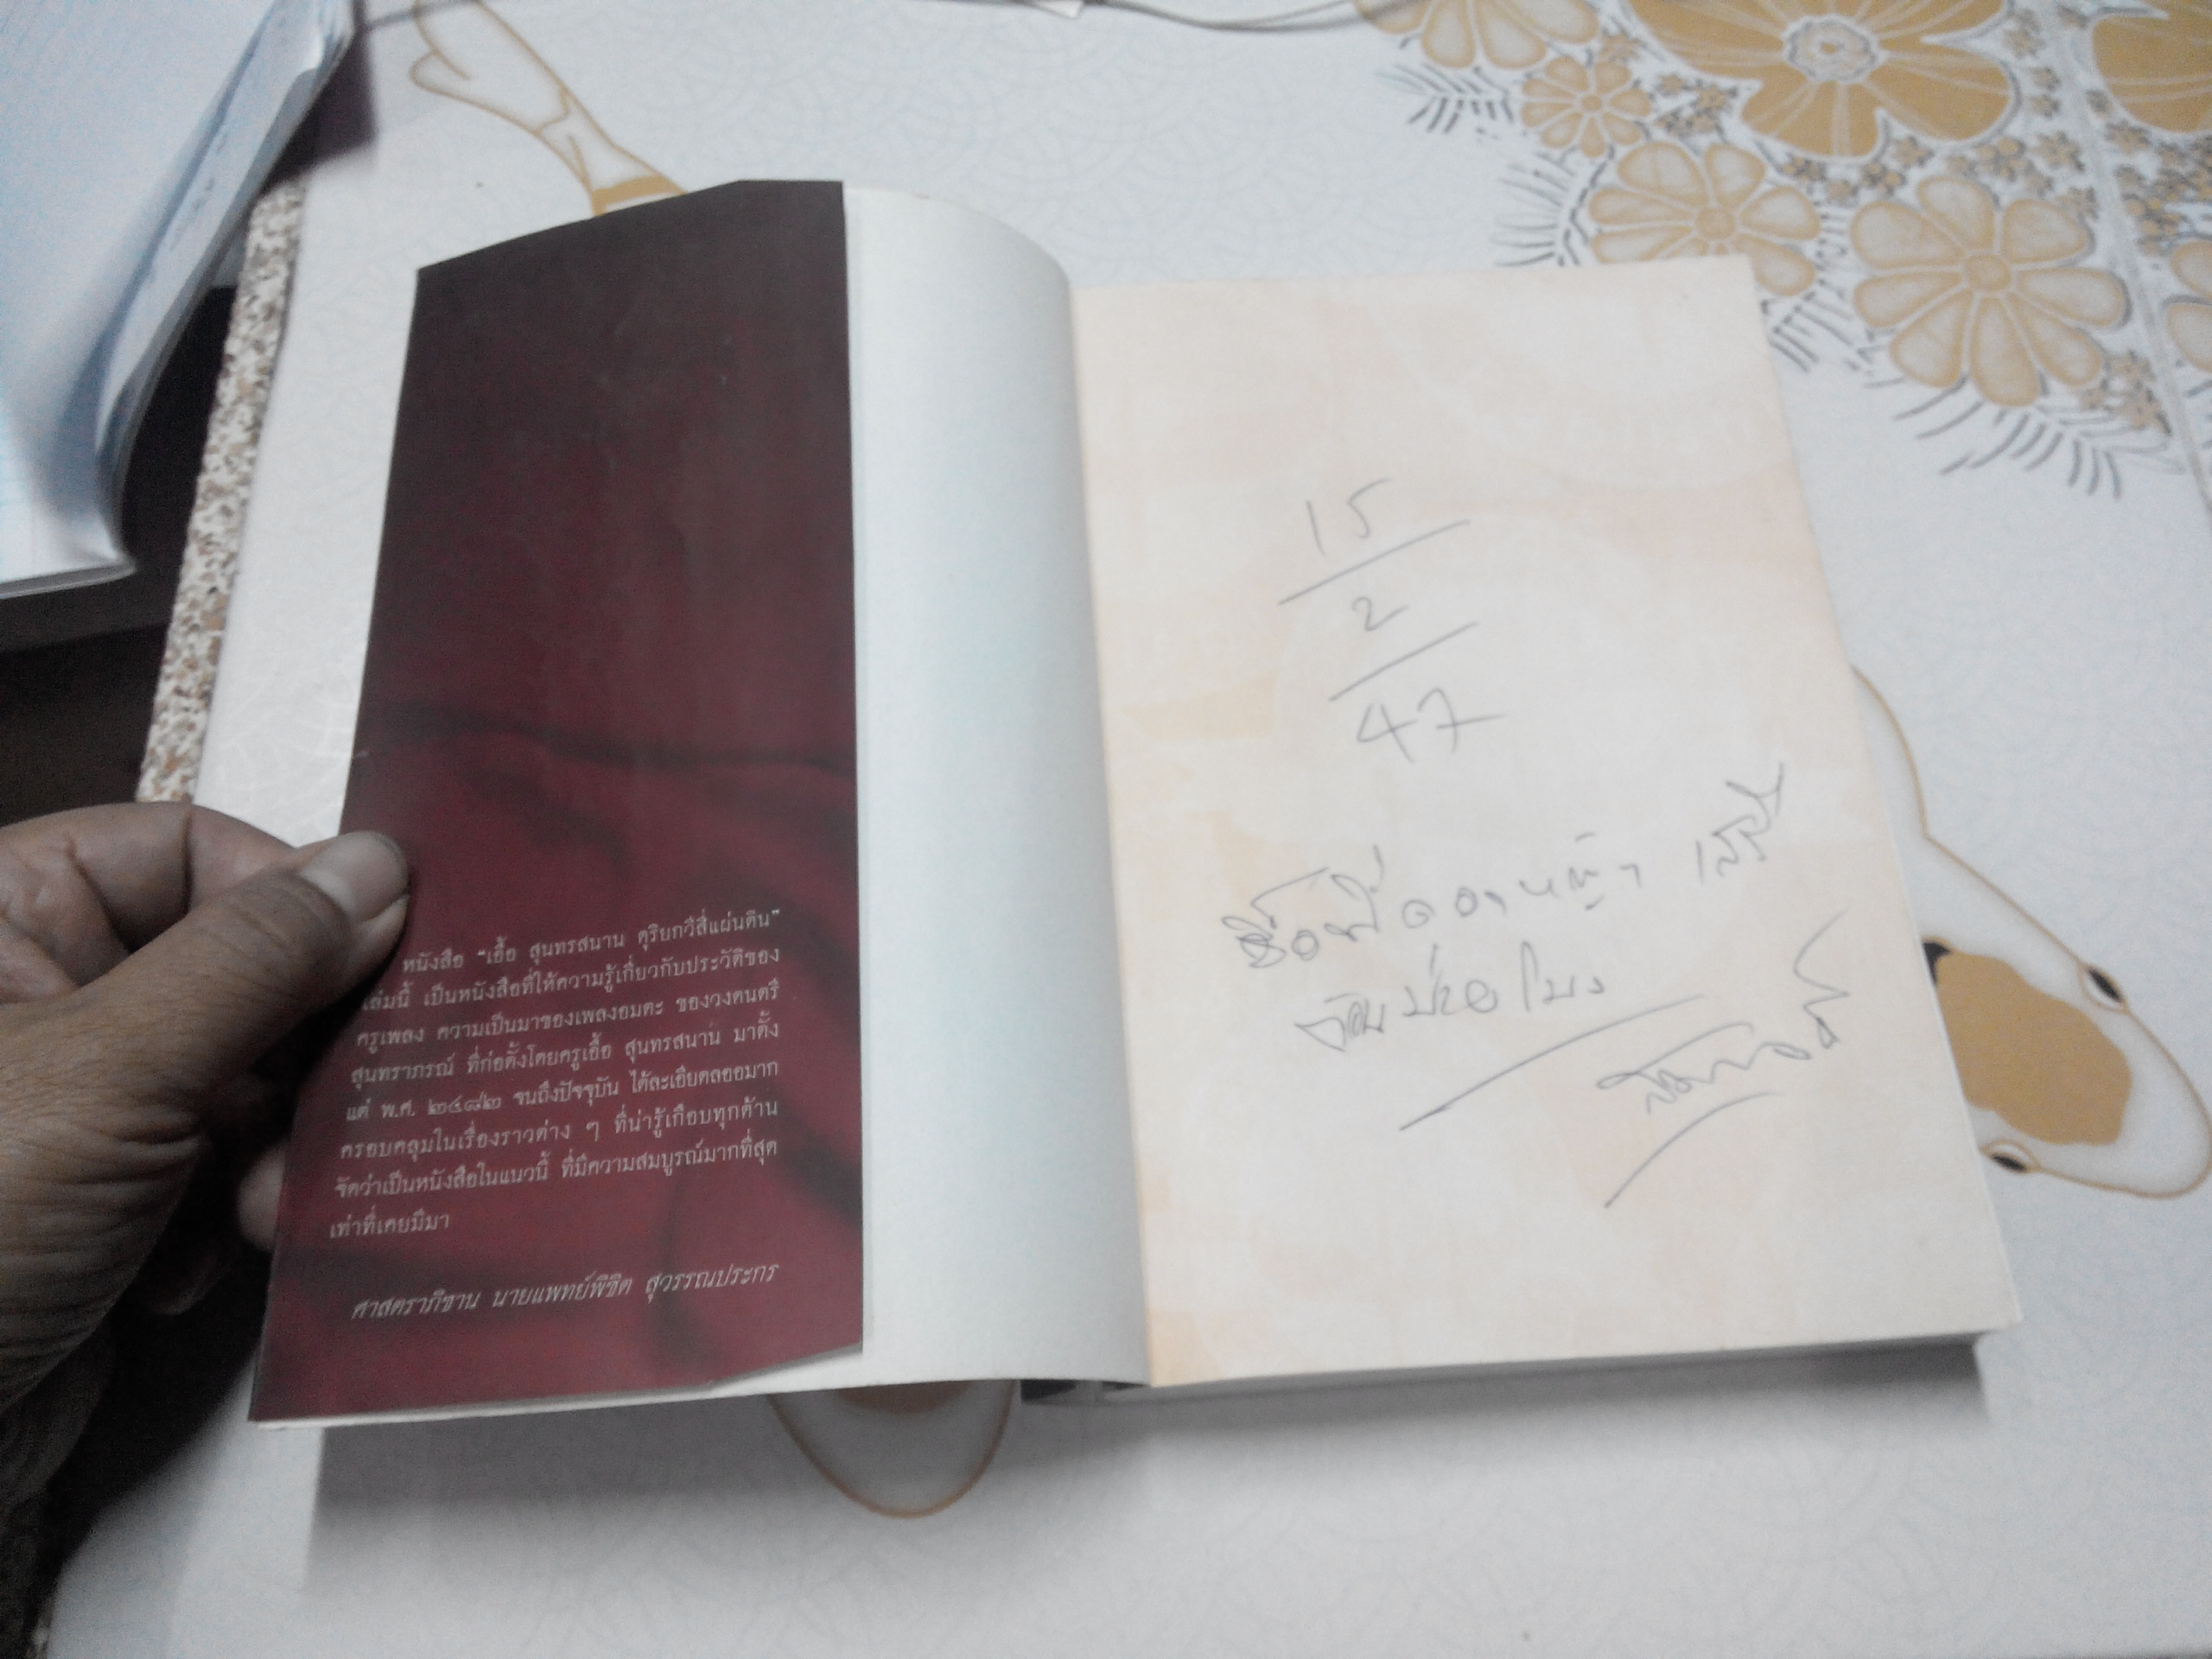 หนังสือ “เอื้อ สุนทรสนาน ดุริยกวีสี่แผ่นดิน”
เล่มนี้ เป็นหนังสือที่ให้ความรู้เกี่ยวกับประวัติของ
ครูเพลง ความเป็นมาของเพลงอมตะ ของวงดนตรี
สุนทราภรณ์ ที่ก่อตั้งโดยครูเอื้อ สุนทรสนาน มาตั้ง
แต่ พ.ศ. ๒๔๘๒ จนถึงปัจจุบัน ได้ละเอียดลออมาก
ครอบคลุมในเรื่องราวต่าง ๆ ที่น่ารู้เกือบทุกด้าน
จัดว่าเป็นหนังสือในแนวนี้ ที่มีความสมบูรณ์มากที่สุด
เท่าที่เคยมีมา
ศาสตราภิชาน นายแพทย์พิชิต สุวรรณประกร
15
2
47
ซื้อที่ ดอกหญ้า